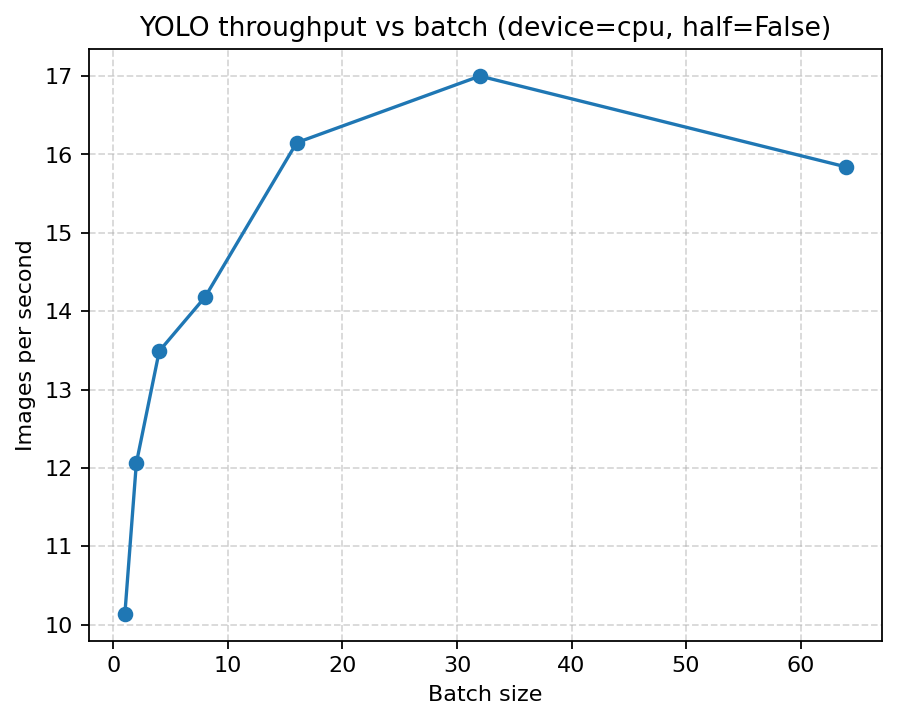 YOLO throughput vs batch (device=cpu, half=False)
17
16
15
14
13
12
11
10
Images per second
0 10 20 30 40 50 60
Batch size